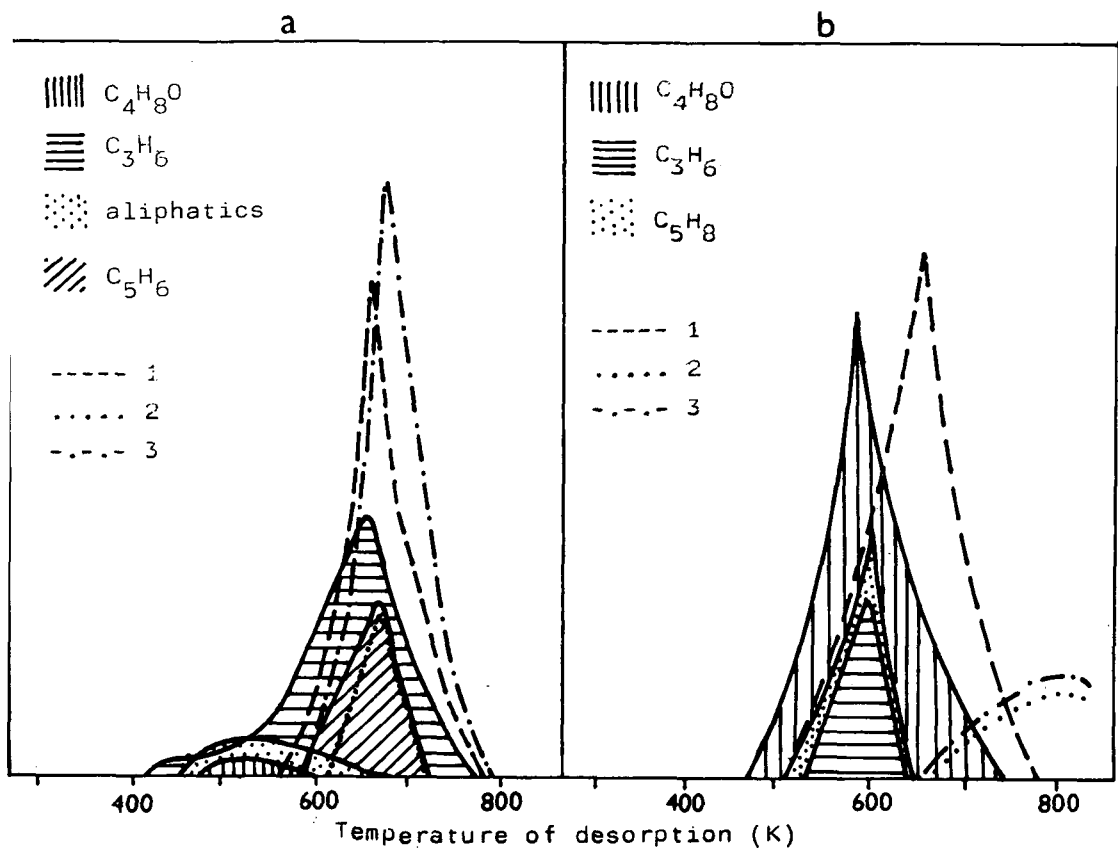 a
b
C4H8O
C3H6
aliphatics
C5H6
1
2
3
C4H8O
C3H6
C5H8
1
2
3
400
600
800
400
600
800
Temperature of desorption (K)